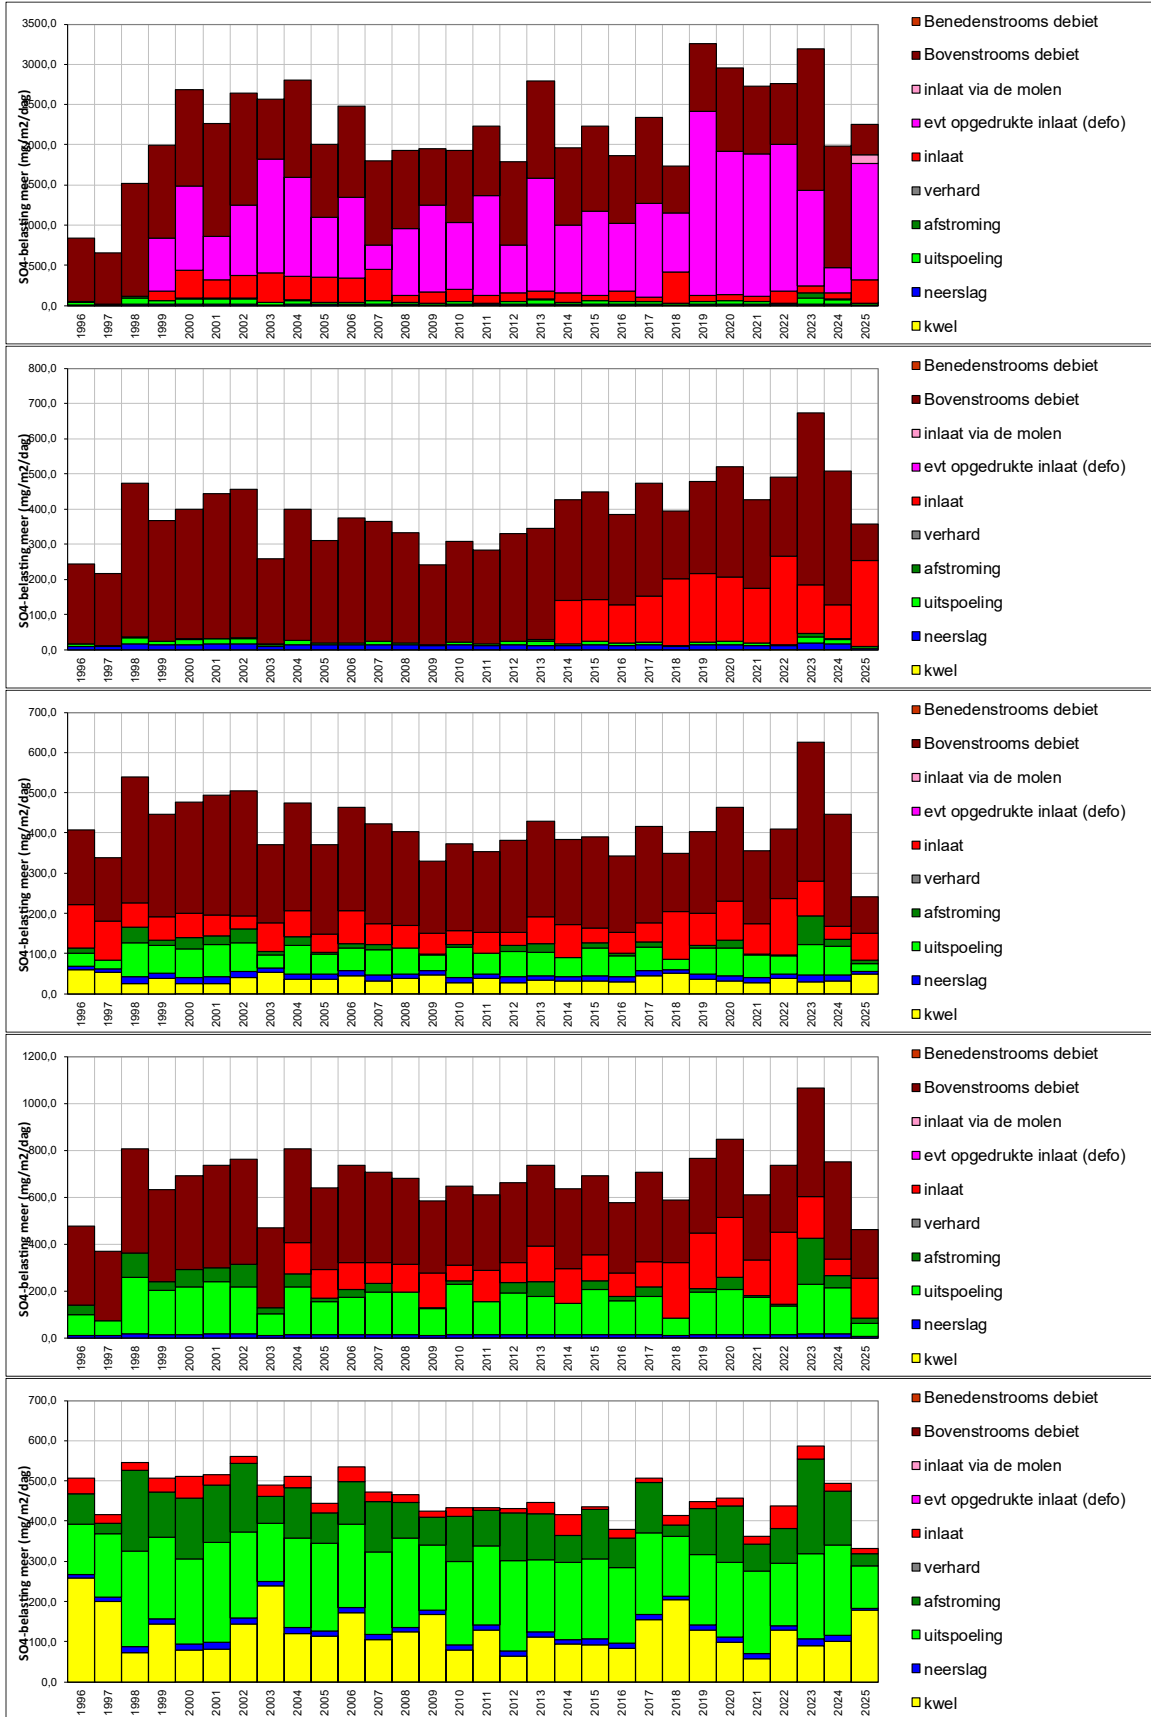 SO4-belasting meer (mg/m2/dag)
3500,0
3000,0
2500,0
2000,0
1500,0
1000,0
500,0
0,0
1996 1997 1998 1999 2000 2001 2002 2003 2004 2005 2006 2007 2008 2009 2010 2011 2012 2013 2014 2015 2016 2017 2018 2019 2020 2021 2022 2023 2024 2025
Benedenstrooms debiet
Bovenstrooms debiet
inlaat via de molen
evt opgedrukte inlaat (defo)
inlaat
verhard
afstroming
uitspoeling
neerslag
kwel
SO4-belasting meer (mg/m2/dag)
800,0
700,0
600,0
500,0
400,0
300,0
200,0
100,0
0,0
1996 1997 1998 1999 2000 2001 2002 2003 2004 2005 2006 2007 2008 2009 2010 2011 2012 2013 2014 2015 2016 2017 2018 2019 2020 2021 2022 2023 2024 2025
Benedenstrooms debiet
Bovenstrooms debiet
inlaat via de molen
evt opgedrukte inlaat (defo)
inlaat
verhard
afstroming
uitspoeling
neerslag
kwel
SO4-belasting meer (mg/m2/dag)
700,0
600,0
500,0
400,0
300,0
200,0
100,0
0,0
1996 1997 1998 1999 2000 2001 2002 2003 2004 2005 2006 2007 2008 2009 2010 2011 2012 2013 2014 2015 2016 2017 2018 2019 2020 2021 2022 2023 2024 2025
Benedenstrooms debiet
Bovenstrooms debiet
inlaat via de molen
evt opgedrukte inlaat (defo)
inlaat
verhard
afstroming
uitspoeling
neerslag
kwel
SO4-belasting meer (mg/m2/dag)
1200,0
1000,0
800,0
600,0
400,0
200,0
0,0
1996 1997 1998 1999 2000 2001 2002 2003 2004 2005 2006 2007 2008 2009 2010 2011 2012 2013 2014 2015 2016 2017 2018 2019 2020 2021 2022 2023 2024 2025
Benedenstrooms debiet
Bovenstrooms debiet
inlaat via de molen
evt opgedrukte inlaat (defo)
inlaat
verhard
afstroming
uitspoeling
neerslag
kwel
SO4-belasting meer (mg/m2/dag)
700,0
600,0
500,0
400,0
300,0
200,0
100,0
0,0
1996 1997 1998 1999 2000 2001 2002 2003 2004 2005 2006 2007 2008 2009 2010 2011 2012 2013 2014 2015 2016 2017 2018 2019 2020 2021 2022 2023 2024 2025
Benedenstrooms debiet
Bovenstrooms debiet
inlaat via de molen
evt opgedrukte inlaat (defo)
inlaat
verhard
afstroming
uitspoeling
neerslag
kwel